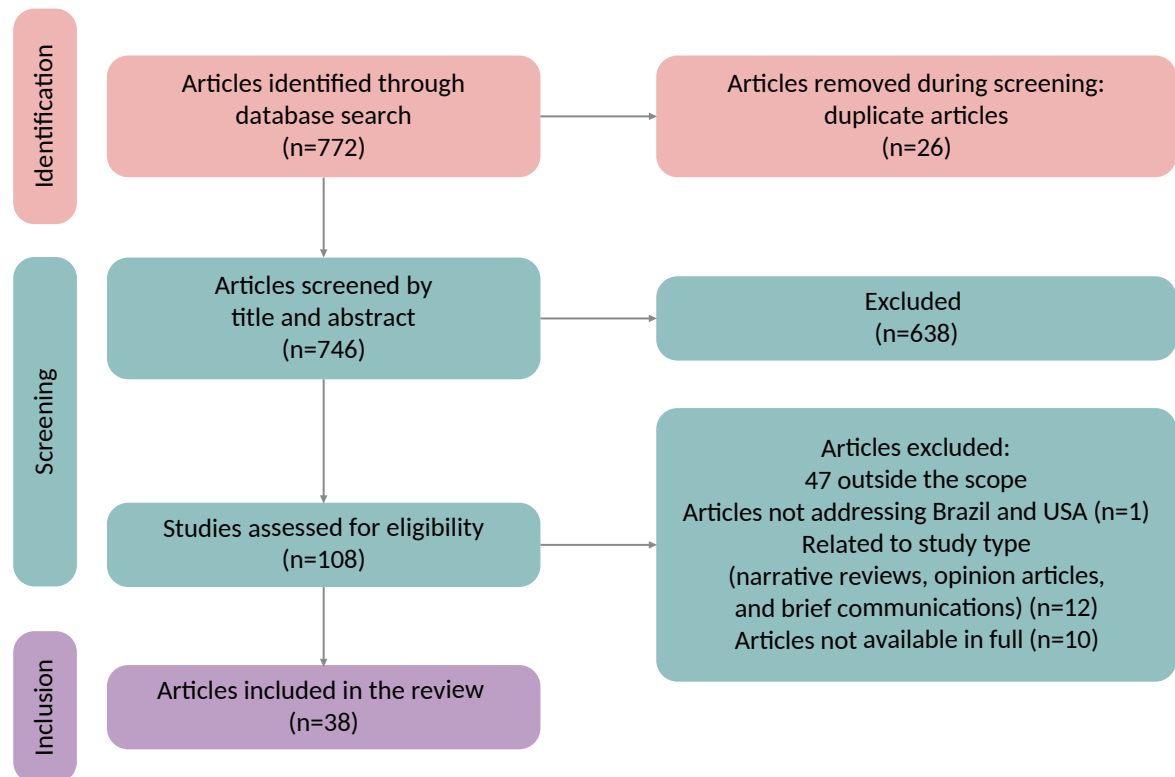 Identification
Articles identified through
database search
(n=772)
Articles removed during screening:
duplicate articles
(n=26)
Screening
Articles screened by
title and abstract
(n=746)
Excluded
(n=638)
Studies assessed for eligibility
(n=108)
Articles excluded:
47 outside the scope
Articles not addressing Brazil and USA (n=1)
Related to study type
(narrative reviews, opinion articles,
and brief communications) (n=12)
Articles not available in full (n=10)
Inclusion
Articles included in the review
(n=38)